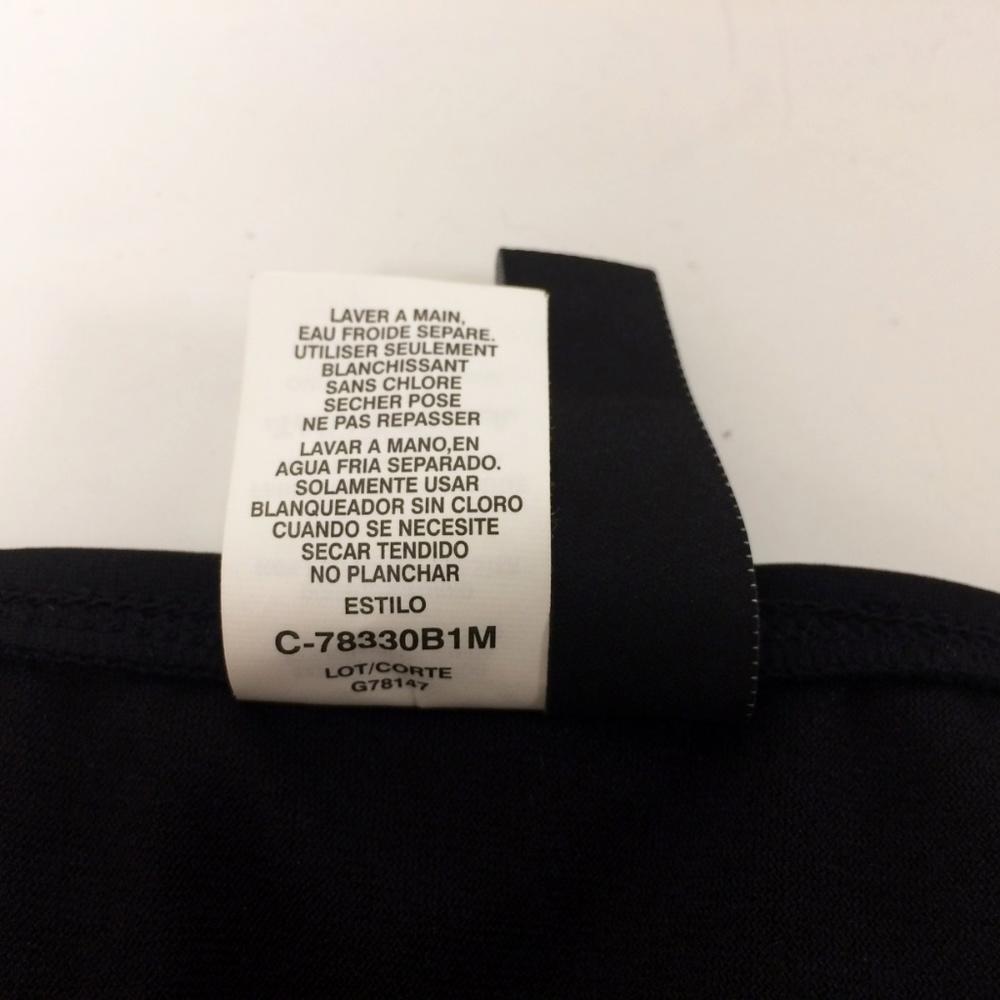 LAVER A MAIN,
EAU FROIDE SEPARE.
UTILISER SEULEMENT
BLANCHISSANT
SANS CHLORE
SECHER POSE
NE PAS REPASSER
LAVAR A MANO,EN
AGUA FRIA SEPARADO.
SOLAMENTE USAR
BLANQUEADOR SIN CLORO
CUANDO SE NECESITE
SECAR TENDIDO
NO PLANCHAR
ESTILO
C-78330B1M
LOT/CORTE
G78147